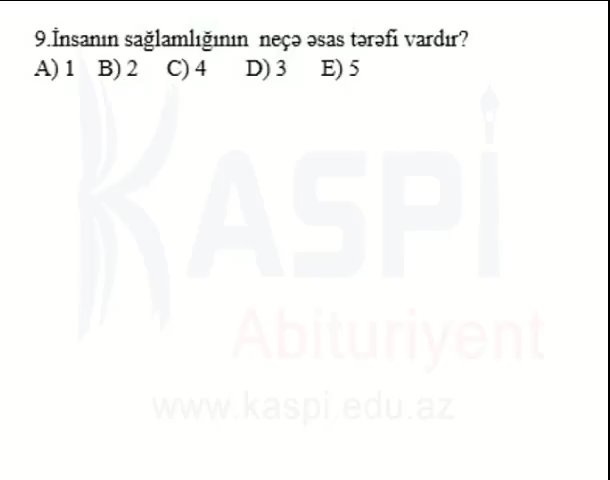 9.İnsanın sağlamlığının neçə əsas tərəfi vardır?
A) 1 B) 2 C) 4 D) 3 E) 5
KASPİ
Abituriyent
www.kaspi.edu.az